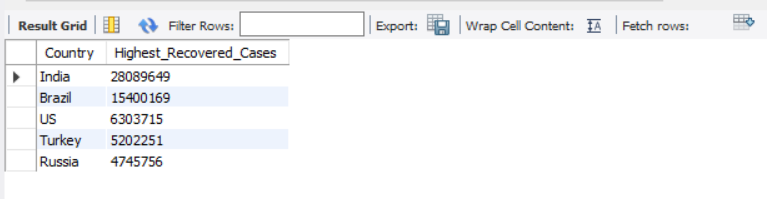 Result Grid Filter Rows: Export: Wrap Cell Content: IA Fetch rows:
Country Highest_Recovered_Cases
India 28089649
Brazil 15400169
US 6303715
Turkey 5202251
Russia 4745756